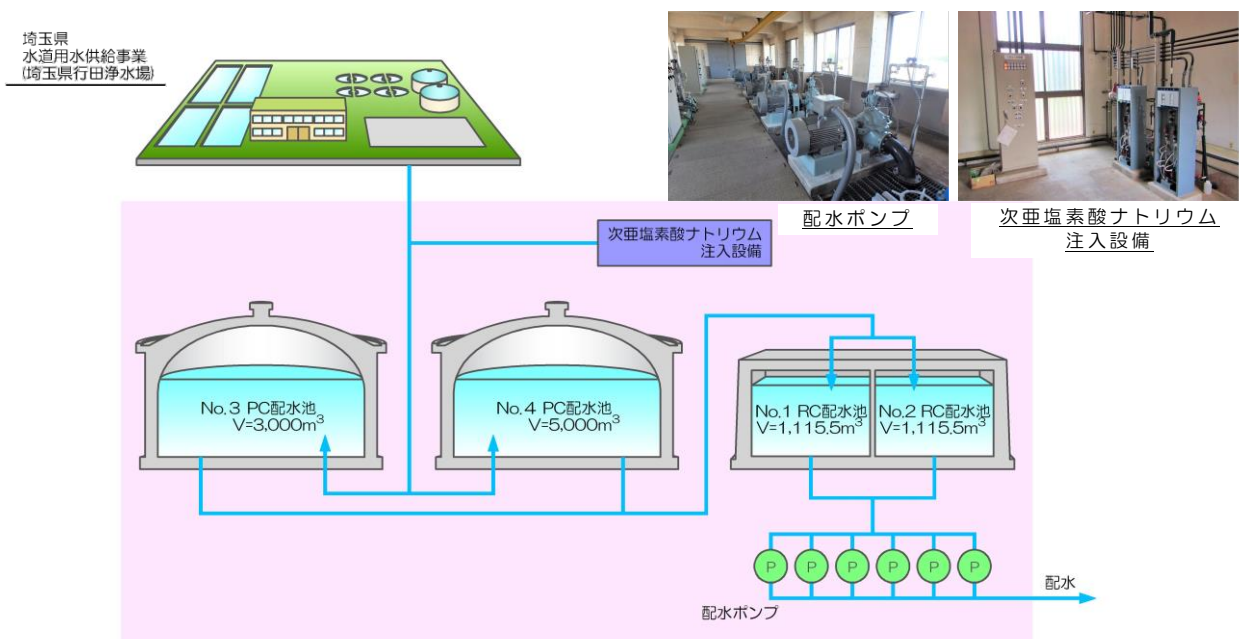 埼玉県
水道用水供給事業
(埼玉県行田浄水場)
配水ポンプ
次亜塩素酸ナトリウム
注入設備
次亜塩素酸ナトリウム
注入設備
No.3 PC配水池
V=3,000m³
No.4 PC配水池
V=5,000m³
No.1 RC配水池
V=1,115.5m³
No.2 RC配水池
V=1,115.5m³
P P P P P P
配水
配水ポンプ